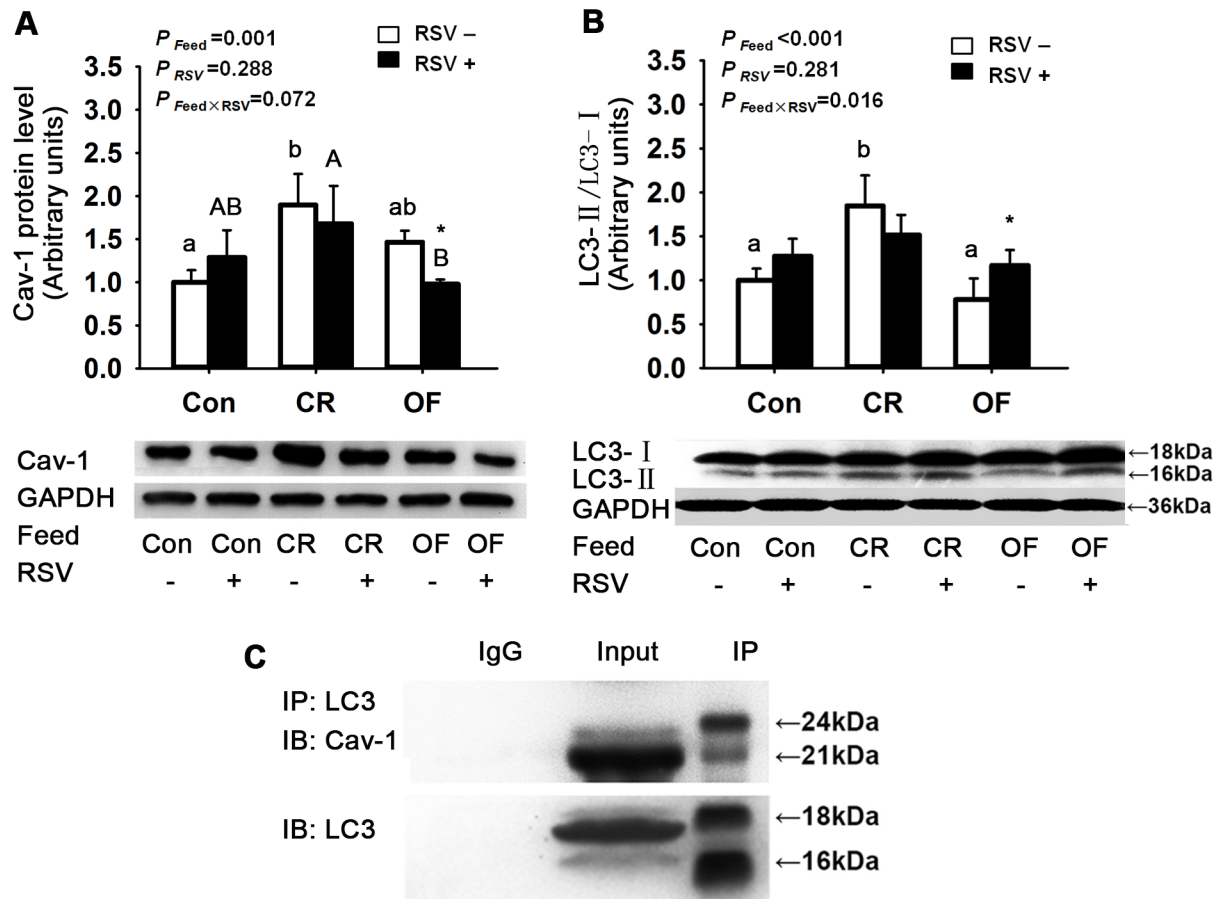 A
P Feed =0.001
P RSV =0.288
P Feed×RSV =0.072
RSV −
RSV +
Cav-1 protein level
(Arbitrary units)
3.5
3.0
2.5
2.0
1.5
1.0
0.5
0.0
a
AB
b
A
ab
*
B
Con CR OF
Cav-1
GAPDH
Feed Con Con CR CR OF OF
RSV - + - + - +
B
P Feed <0.001
P RSV =0.281
P Feed×RSV =0.016
RSV −
RSV +
LC3-Ⅱ/LC3-Ⅰ
(Arbitrary units)
3.5
3.0
2.5
2.0
1.5
1.0
0.5
0.0
a
b
a
*
Con CR OF
LC3-Ⅰ ←18kDa
LC3-Ⅱ ←16kDa
GAPDH ←36kDa
Feed Con Con CR CR OF OF
RSV - + - + - +
C
IgG Input IP
IP: LC3
IB: Cav-1
←24kDa
←21kDa
IB: LC3
←18kDa
←16kDa